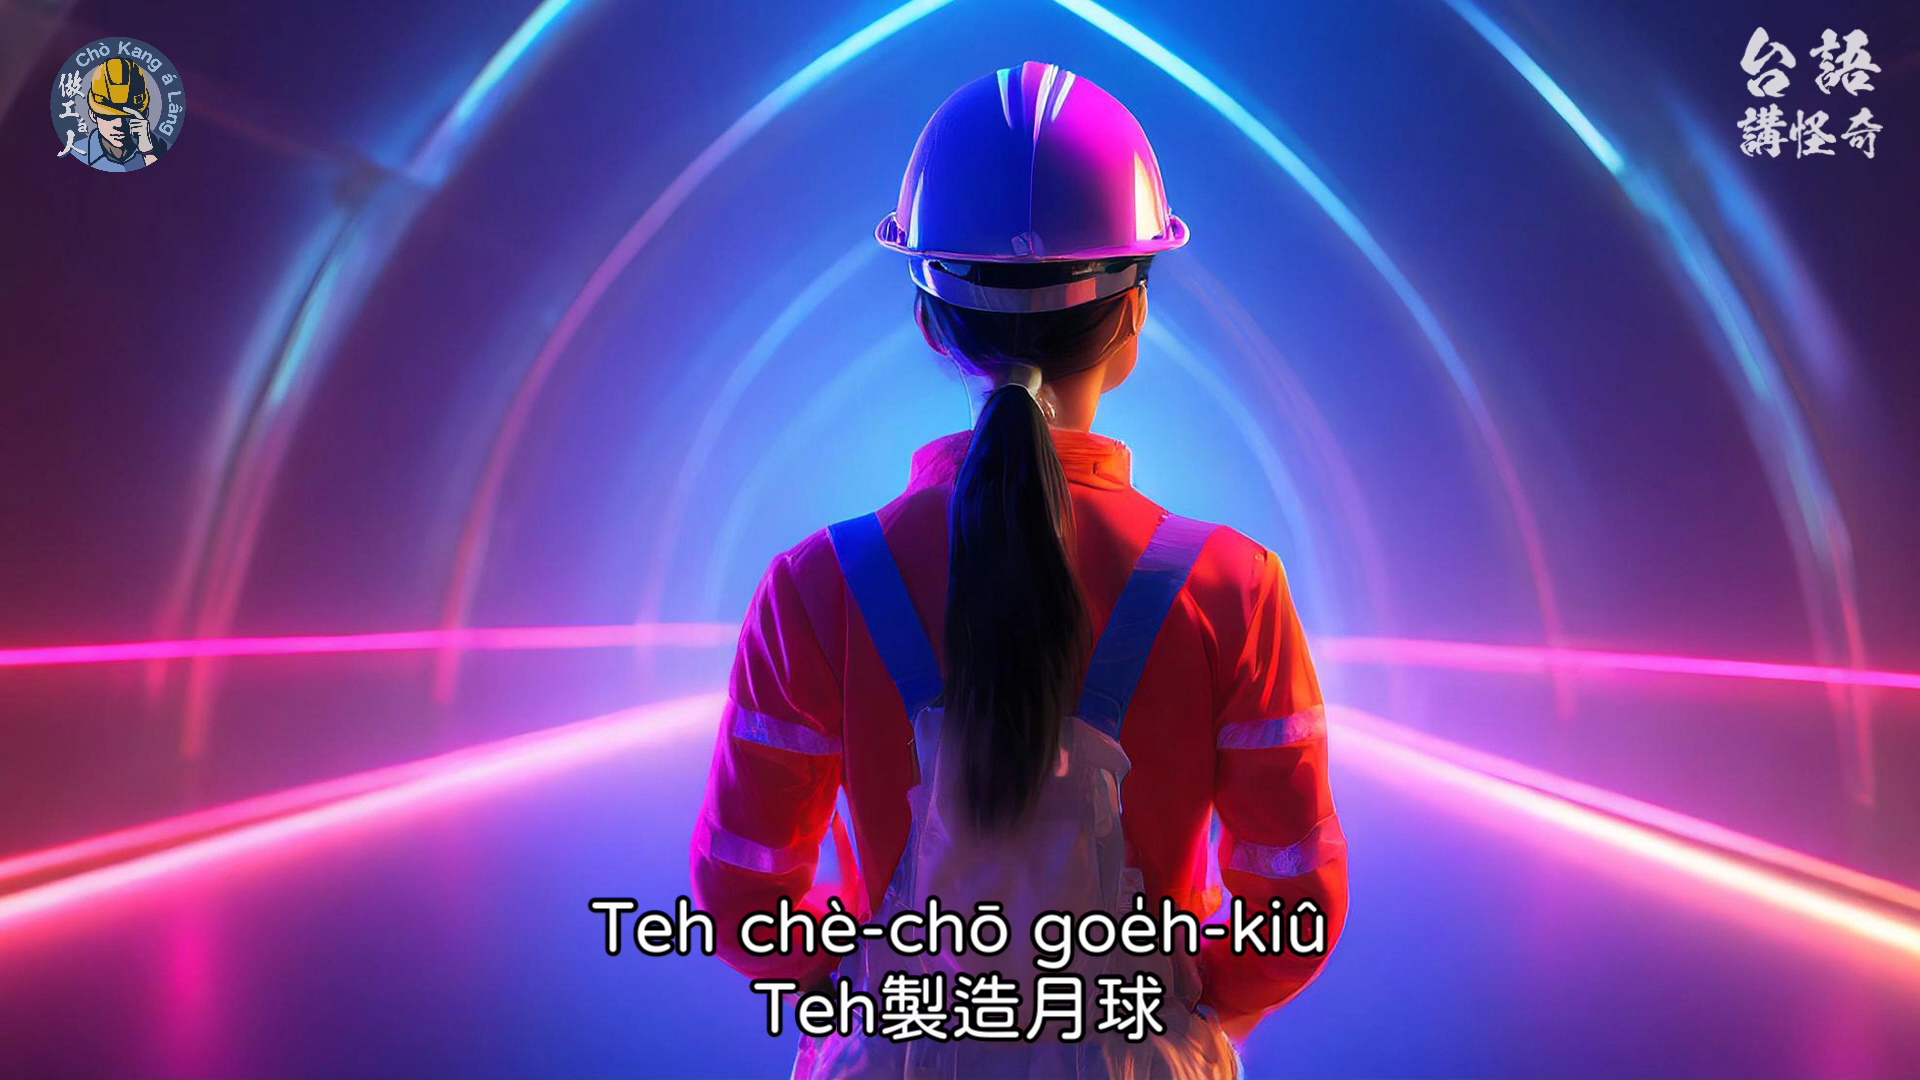 Chò Kang á Lâng
做工á人
台語
講怪奇
Teh chè-chō goe̍h-kiû
Teh製造月球